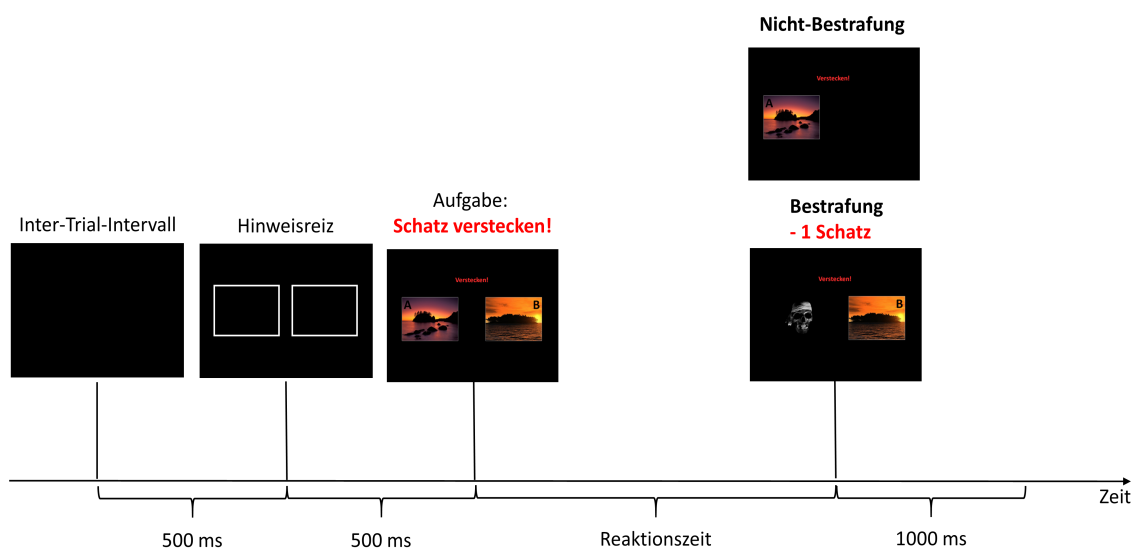 Nicht-Bestrafung
Verstecken!
A
Inter-Trial-Intervall
Hinweisreiz
Aufgabe:
Schatz verstecken!
Verstecken!
A
B
Bestrafung
- 1 Schatz
Verstecken!
B
Zeit
500 ms
500 ms
Reaktionszeit
1000 ms